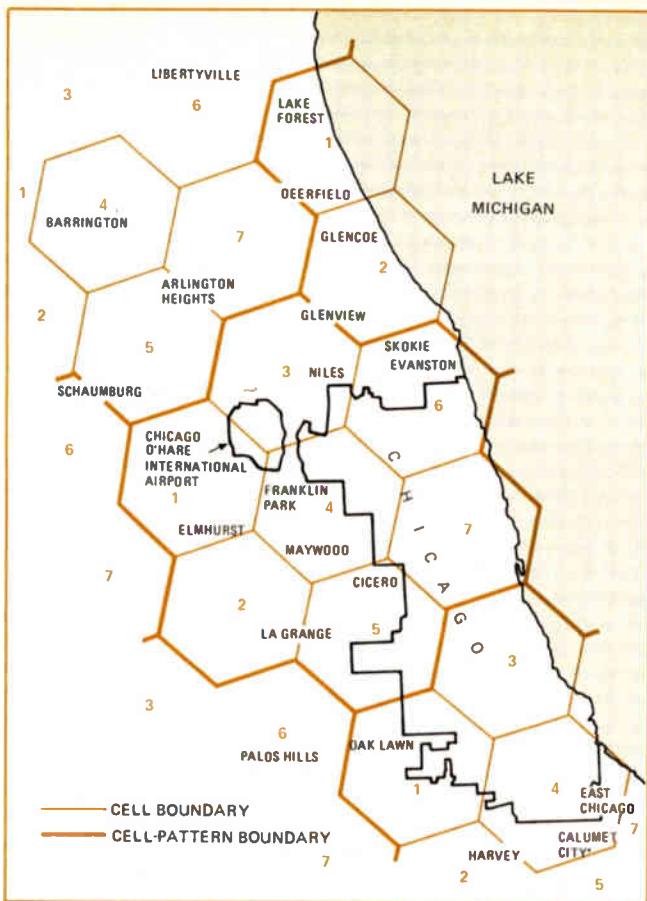 LIBERTYVILLE
3
6
LAKE
FOREST
1
LAKE
MICHIGAN
1
4
BARRINGTON
DEERFIELD
7
GLENCOE
2
ARLINGTON
HEIGHTS
2
GLENVIEW
5
SKOKIE
EVANSTON
3
NILES
SCHAUMBURG
6
6
CHICAGO
O'HARE
INTERNATIONAL
AIRPORT
1
FRANKLIN
PARK
4
7
CHICAGO
ELMHURST
MAYWOOD
7
CICERO
2
LA GRANGE
5
3
3
6
PALOS HILLS
OAK LAWN
1
4
EAST
CHICAGO
CELL BOUNDARY
CELL-PATTERN BOUNDARY
7
CALUMET
CITY
HARVEY
7
2
5